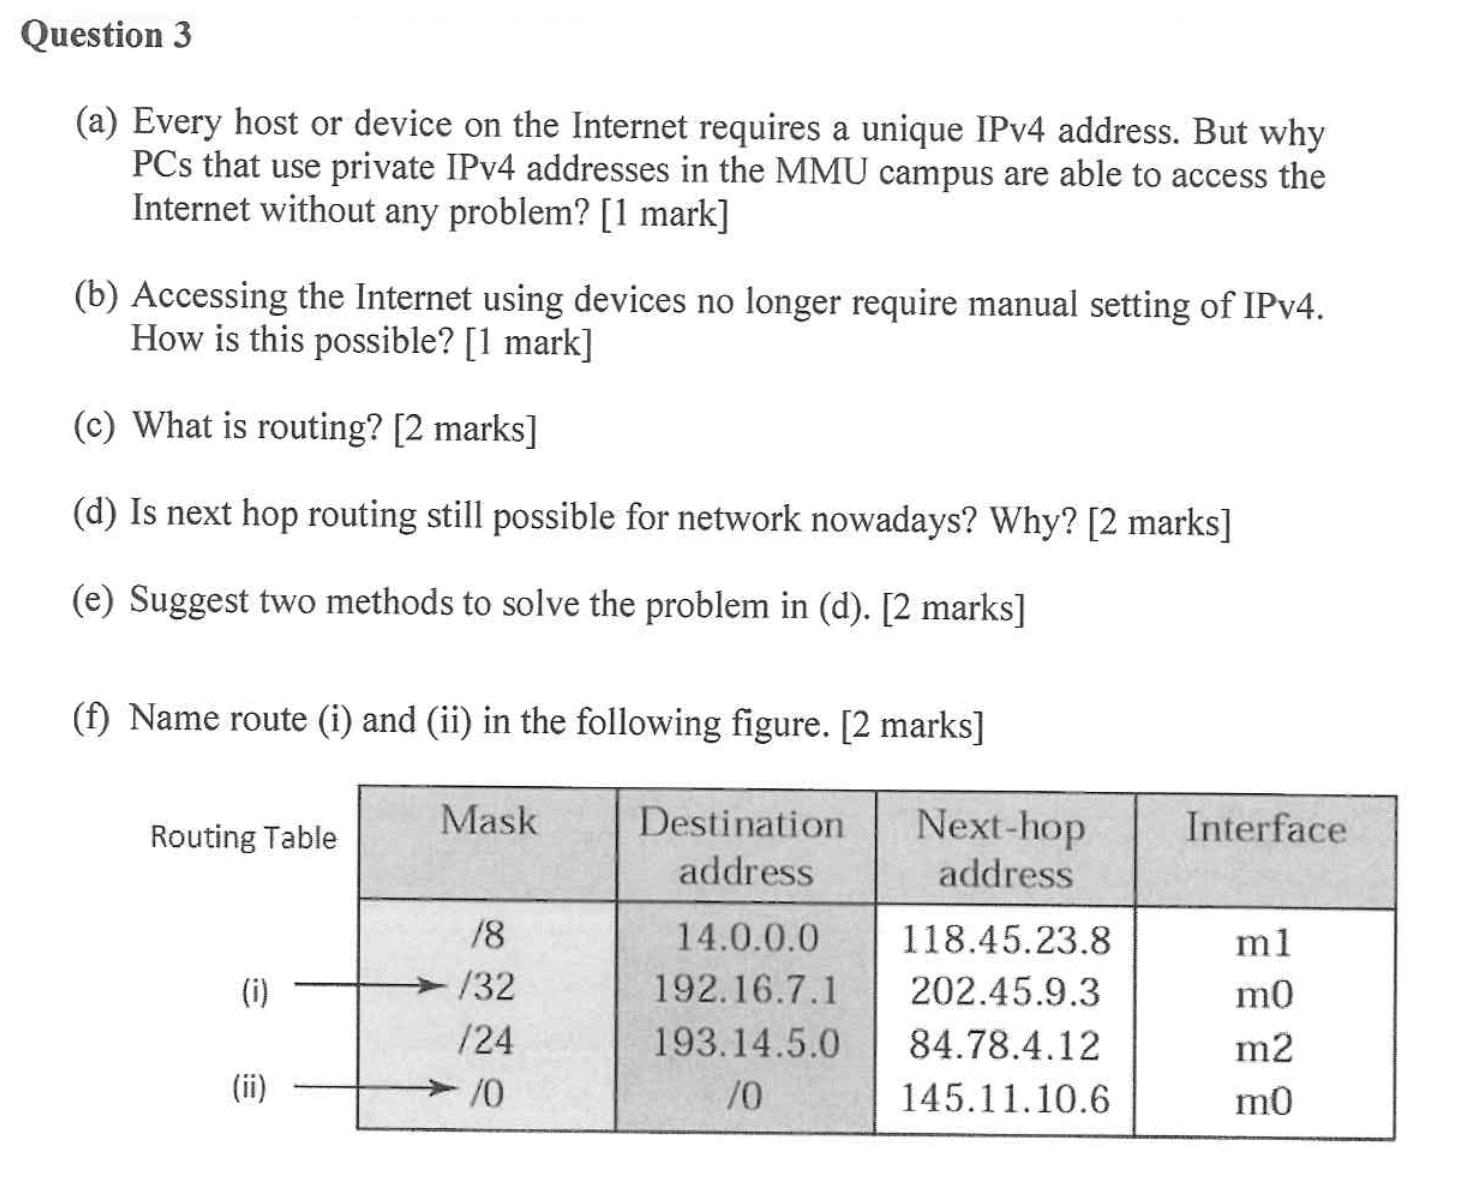 Question 3
(a) Every host or device on the Internet requires a unique IPv4 address. But why
PCs that use private IPv4 addresses in the MMU campus are able to access the
Internet without any problem? [1 mark]
(b) Accessing the Internet using devices no longer require manual setting of IPv4.
How is this possible? [1 mark]
(c) What is routing? [2 marks]
(d) Is next hop routing still possible for network nowadays? Why? [2 marks]
(e) Suggest two methods to solve the problem in (d). [2 marks]
(f) Name route (i) and (ii) in the following figure. [2 marks]
Routing Table
Mask Destination address Next-hop address Interface
/8 14.0.0.0 118.45.23.8 m1
(i) /32 192.16.7.1 202.45.9.3 m0
/24 193.14.5.0 84.78.4.12 m2
(ii) /0 /0 145.11.10.6 m0